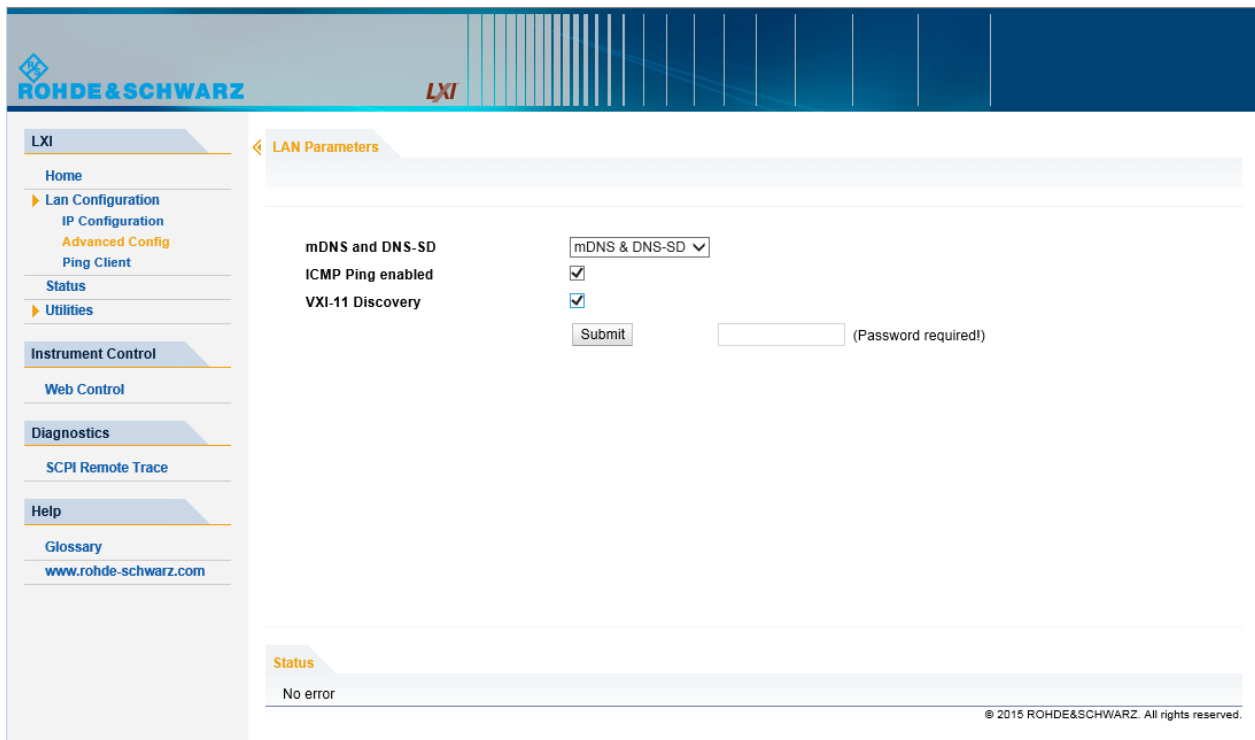 R S
ROHDE&SCHWARZ
LXI
LXI
Home
Lan Configuration
IP Configuration
Advanced Config
Ping Client
Status
Utilities
Instrument Control
Web Control
Diagnostics
SCPI Remote Trace
Help
Glossary
www.rohde-schwarz.com
LAN Parameters
mDNS and DNS-SD mDNS & DNS-SD
ICMP Ping enabled
VXI-11 Discovery
Submit (Password required!)
Status
No error
© 2015 ROHDE&SCHWARZ. All rights reserved.